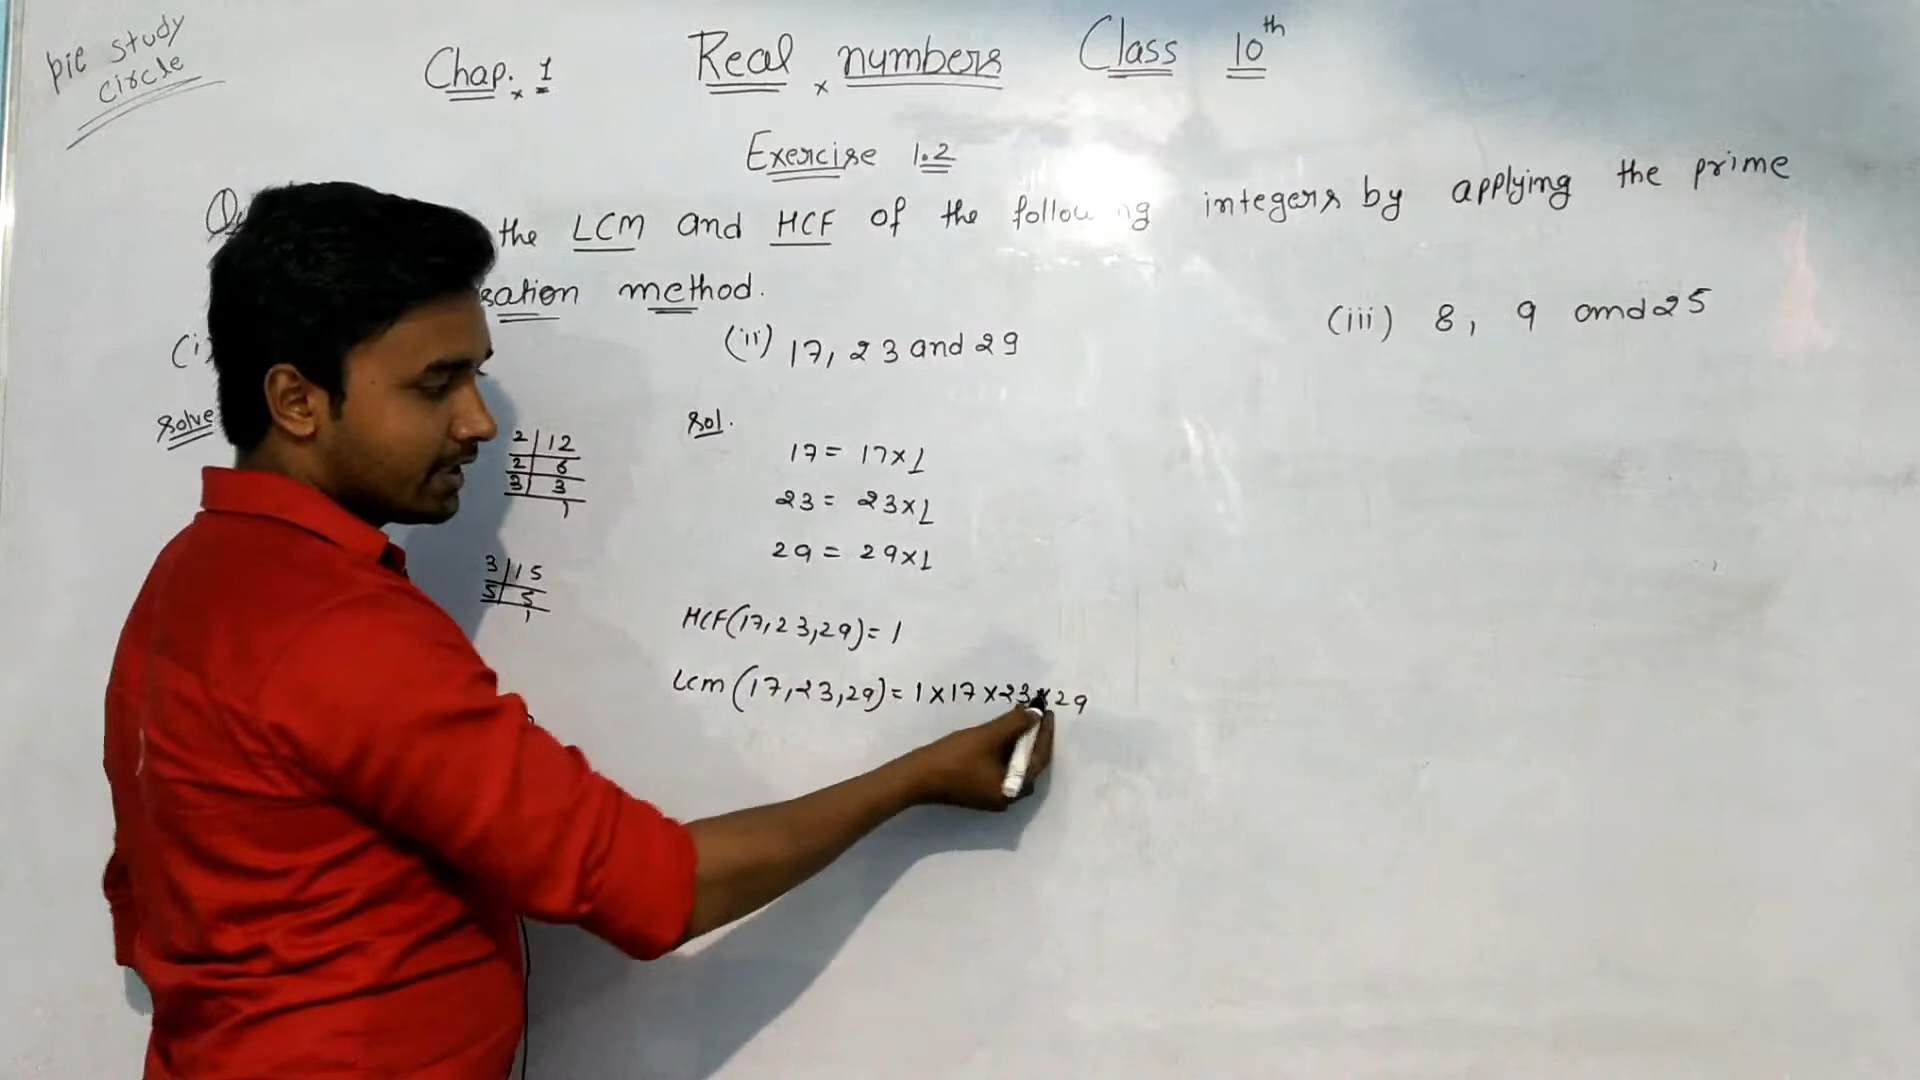 pie study
circle
Chap. 1 Real numbers Class 10th
Exercise 1.2
the LCM and HCF of the following integers by applying the prime
sation method.
(i) (ii) 17, 23 and 29 (iii) 8, 9 and 25
Solve
2 | 12
2 | 6
3 | 3
1
3 | 15
5 | 5
1
Sol.
17 = 17×1
23 = 23×1
29 = 29×1
HCF(17,23,29) = 1
Lcm (17,23,29) = 1×17×23×29